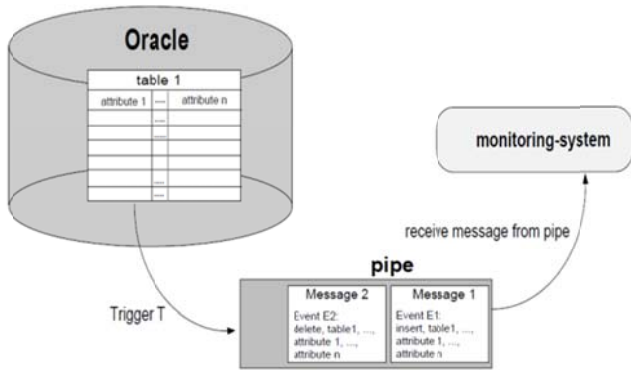 Oracle
table 1
attribute 1 .... attribute n
....
....
....
....
monitoring-system
receive message from pipe
pipe
Trigger T
Message 2
Event E2:
delete, table1, ...,
attribute 1, ...,
attribute n
Message 1
Event E1:
insert, table1, ...,
attribute 1, ...,
attribute n